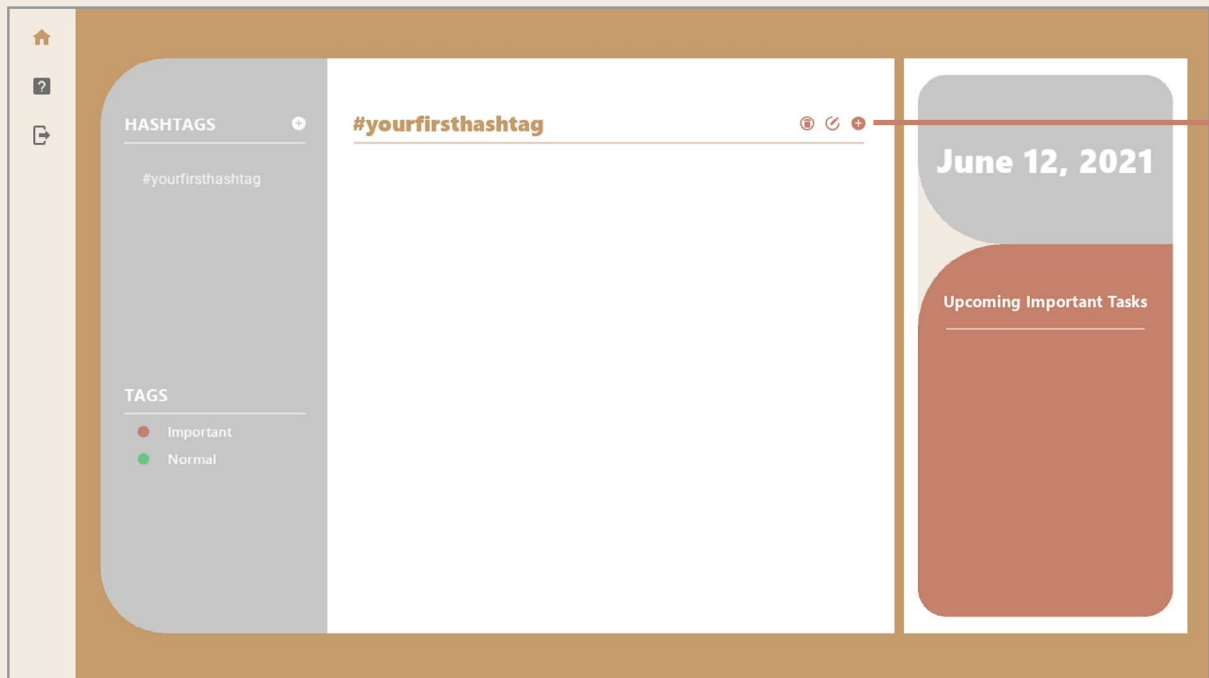 HASHTAGS
#yourfirsthashtag
TAGS
Important
Normal
#yourfirsthashtag
June 12, 2021
Upcoming Important Tasks